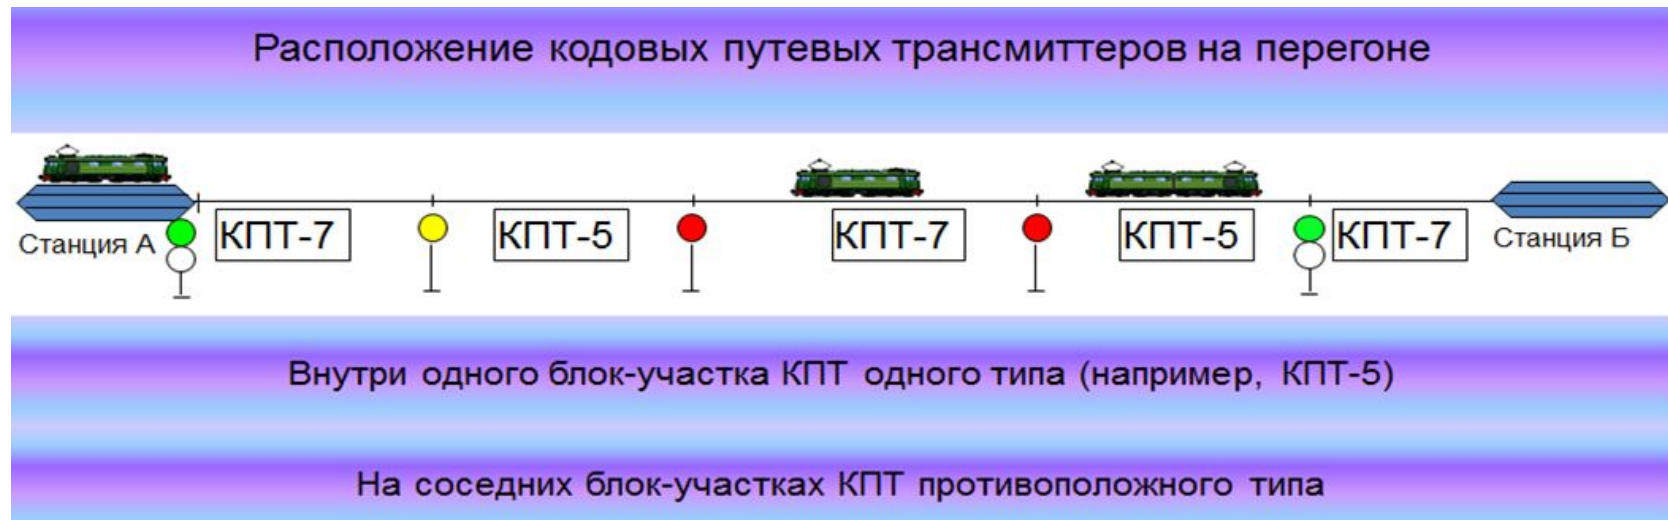 Расположение кодовых путевых трансмиттеров на перегоне
Станция А
КПТ-7
КПТ-5
КПТ-7
КПТ-5
КПТ-7
Станция Б
Внутри одного блок-участка КПТ одного типа (например, КПТ-5)
На соседних блок-участках КПТ противоположного типа